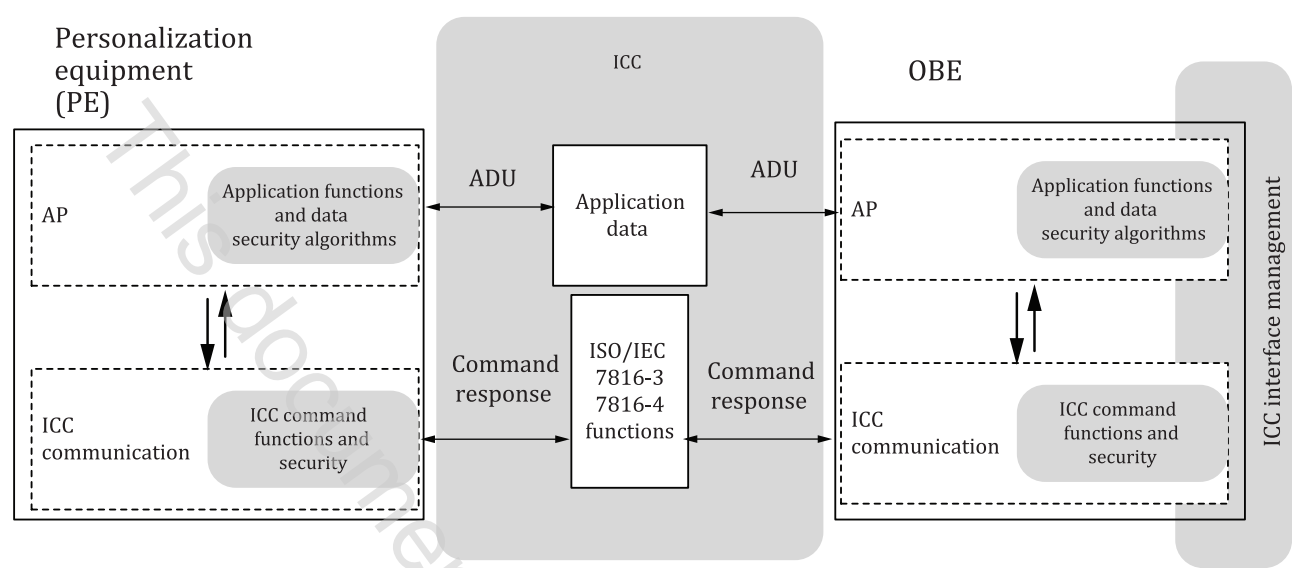 Personalization
equipment
(PE)
AP
Application functions
and data
security algorithms
ICC
communication
ICC command
functions and
security
ICC
ADU
Application
data
ADU
Command
response
ISO/IEC
7816-3
7816-4
functions
Command
response
OBE
AP
Application functions
and data
security algorithms
ICC
communication
ICC command
functions and
security
ICC interface management
This docume